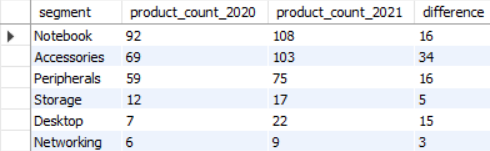 segment product_count_2020 product_count_2021 difference
Notebook 92 108 16
Accessories 69 103 34
Peripherals 59 75 16
Storage 12 17 5
Desktop 7 22 15
Networking 6 9 3